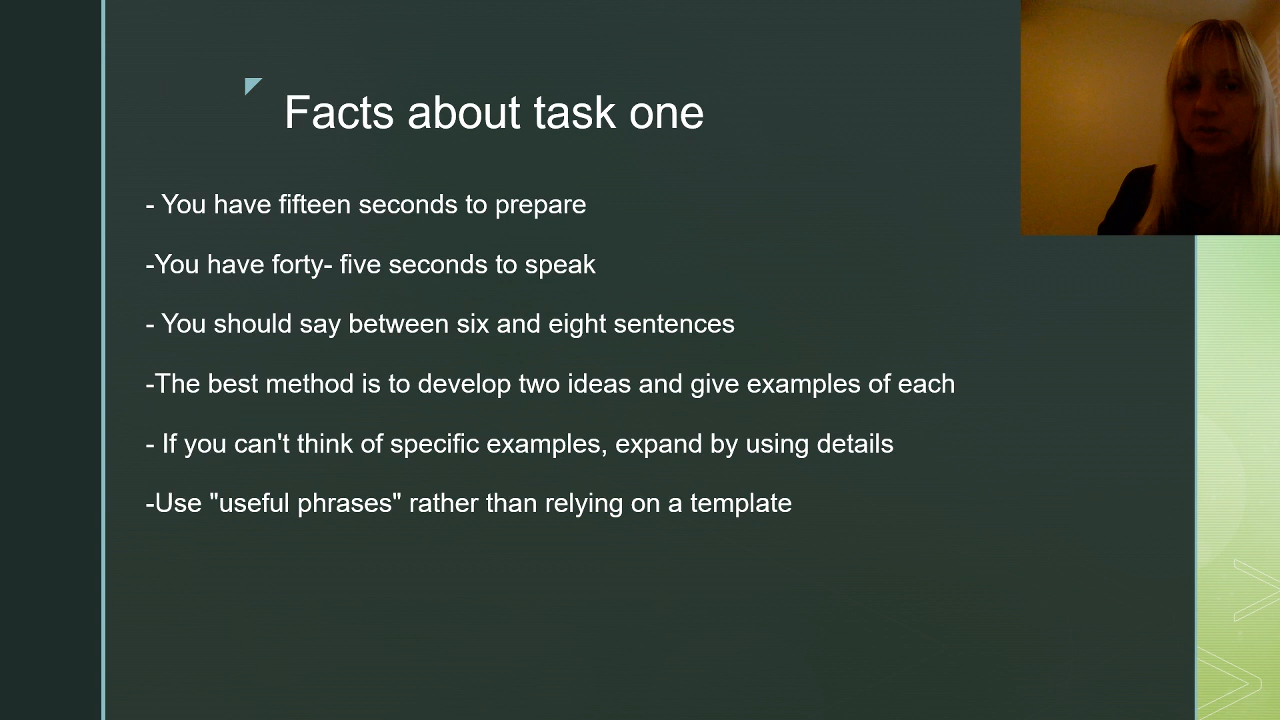 Facts about task one
- You have fifteen seconds to prepare
-You have forty- five seconds to speak
- You should say between six and eight sentences
-The best method is to develop two ideas and give examples of each
- If you can't think of specific examples, expand by using details
-Use "useful phrases" rather than relying on a template